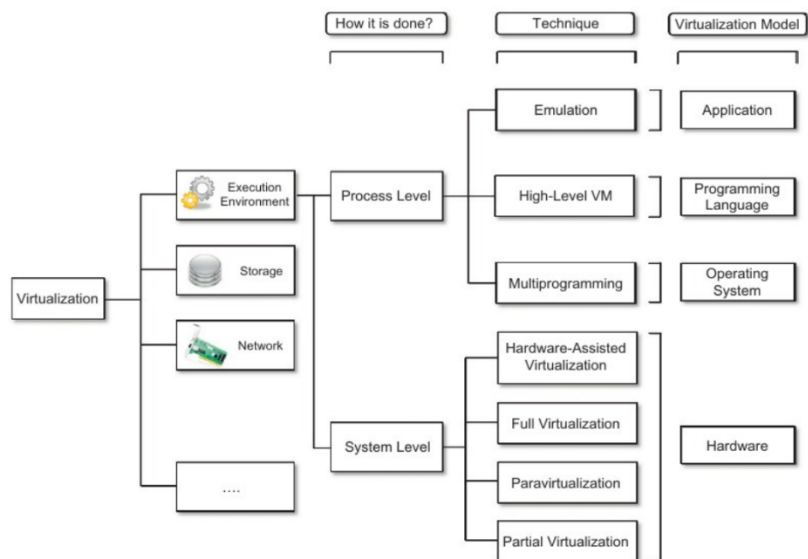 How it is done?
Technique
Virtualization Model
Emulation
Application
Execution
Environment
Process Level
High-Level VM
Programming
Language
Storage
Multiprogramming
Operating
System
Virtualization
Network
Hardware-Assisted
Virtualization
Full Virtualization
System Level
Hardware
Paravirtualization
....
Partial Virtualization